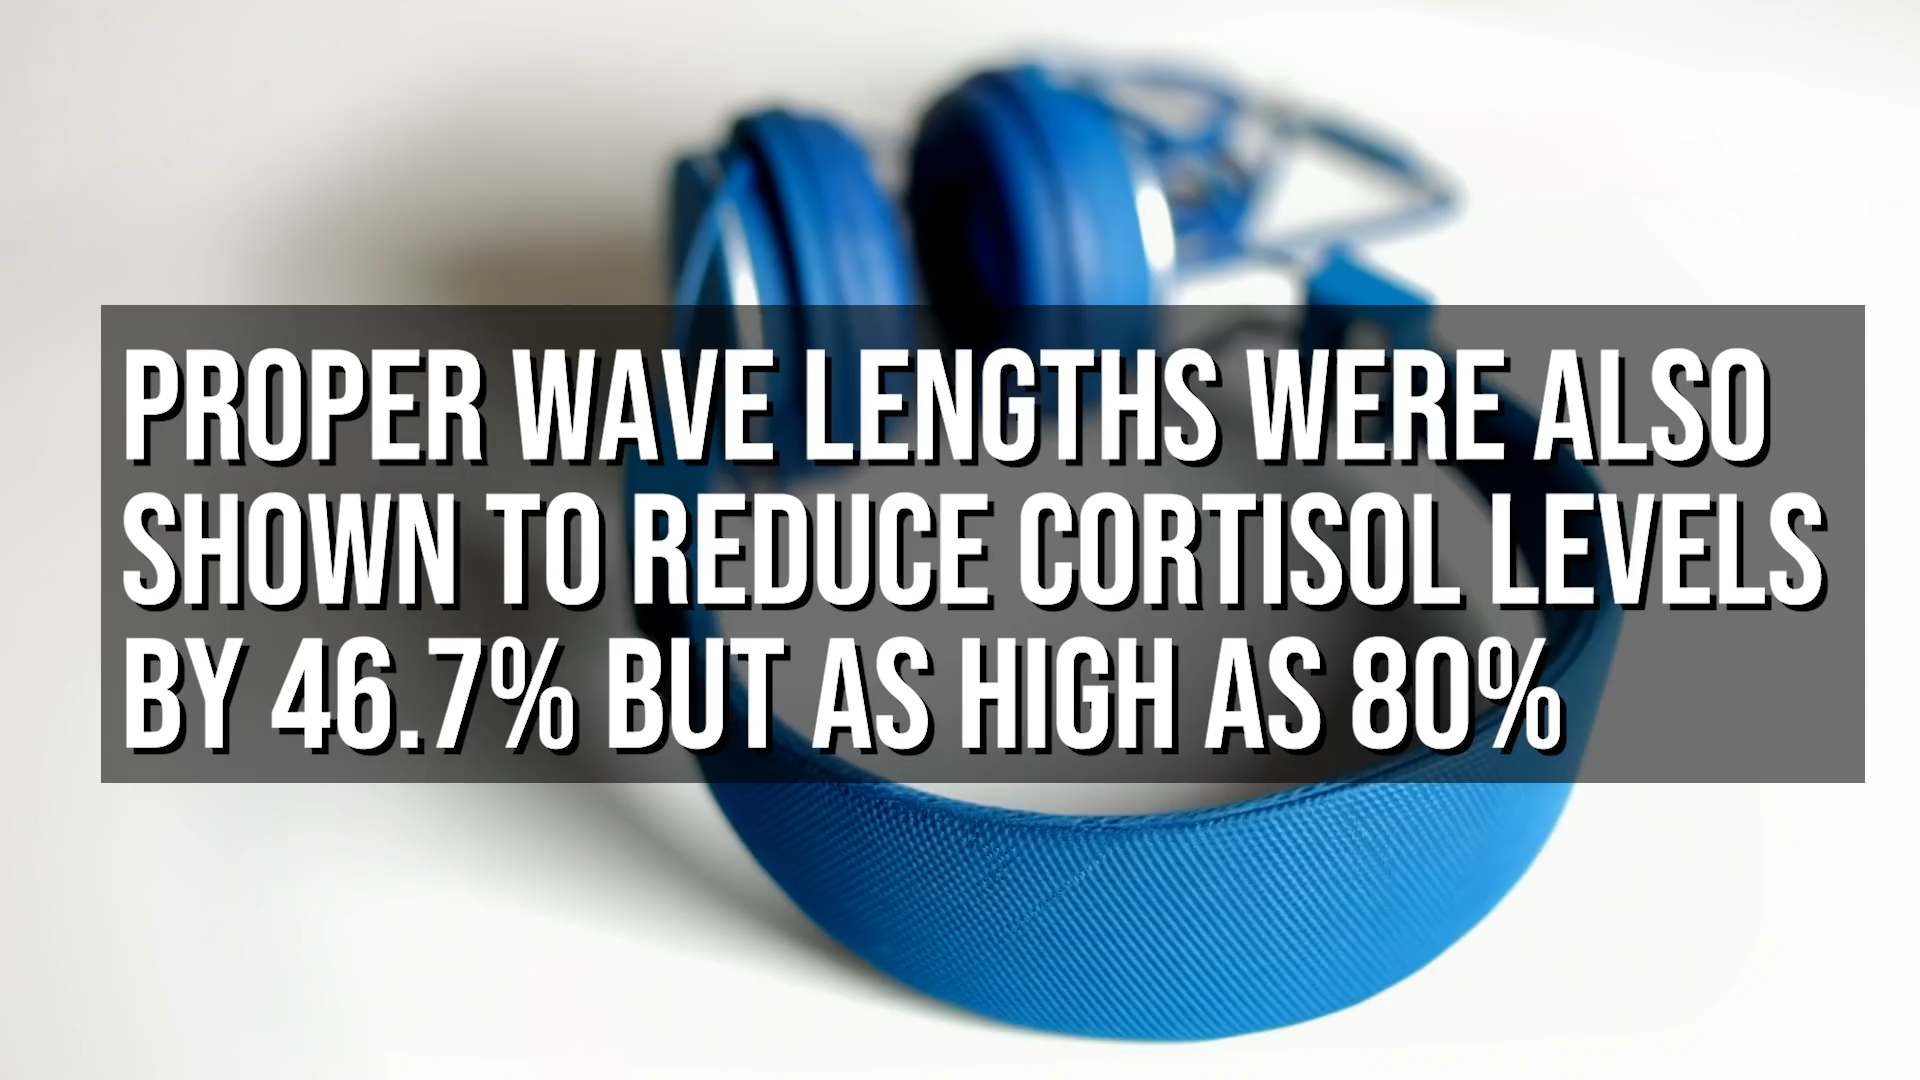 PROPER WAVE LENGTHS WERE ALSO
SHOWN TO REDUCE CORTISOL LEVELS
BY 46.7% BUT AS HIGH AS 80%